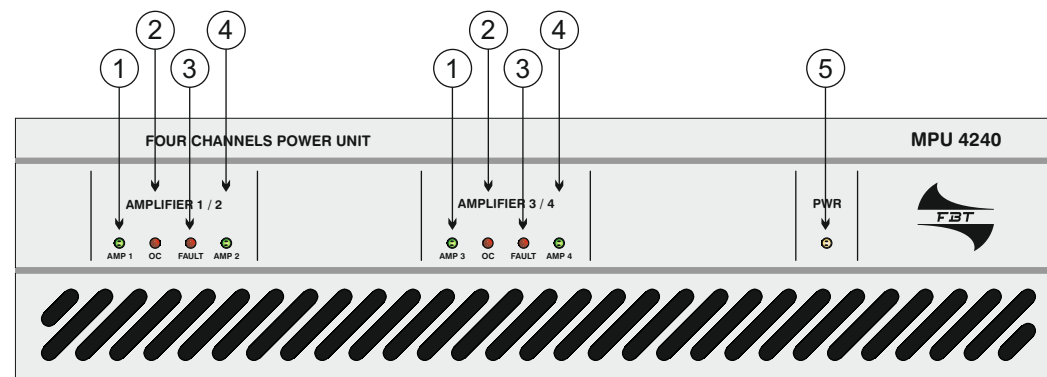 2 4 2 4
1 3 1 3 5
FOUR CHANNELS POWER UNIT MPU 4240
AMPLIFIER 1 / 2 AMPLIFIER 3 / 4 PWR
FBT
AMP 1 OC FAULT AMP 2 AMP 3 OC FAULT AMP 4